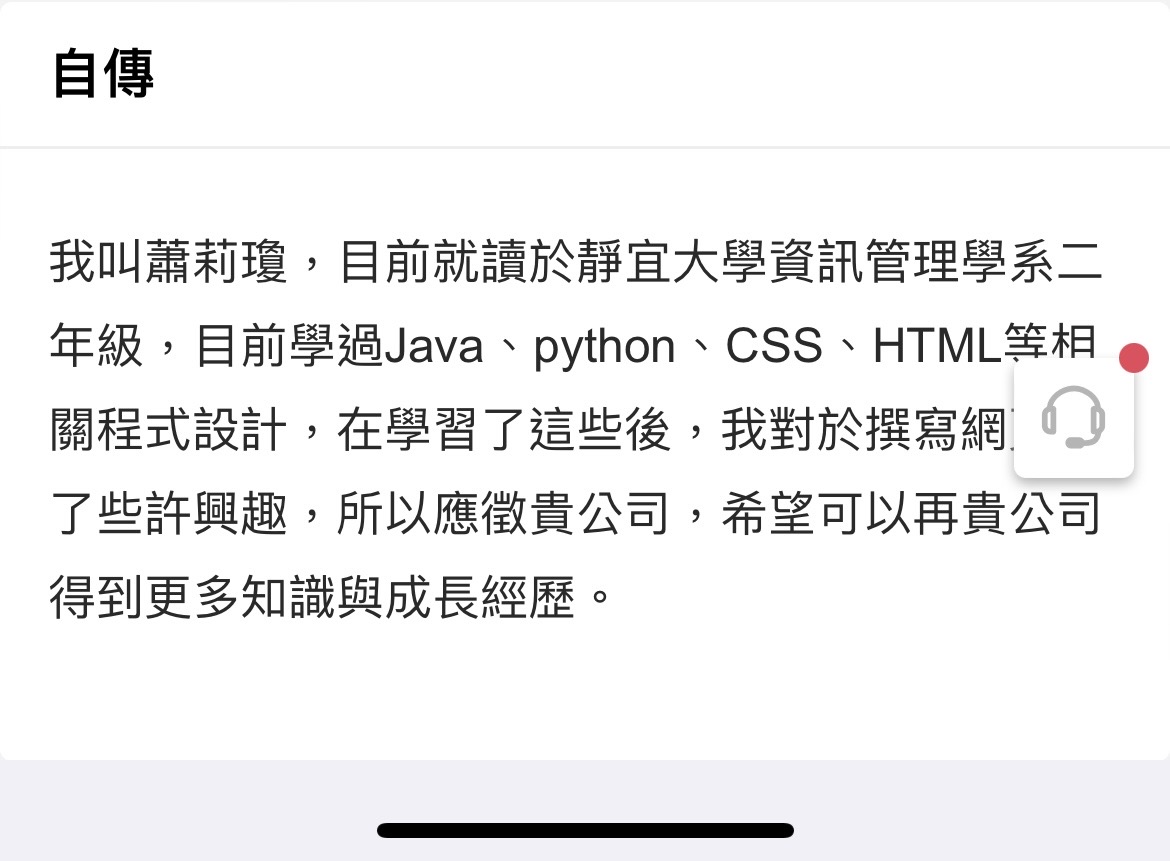 自傳
我叫蕭莉瓊，目前就讀於靜宜大學資訊管理學系二
年級，目前學過Java、python、CSS、HTML等相
關程式設計，在學習了這些後，我對於撰寫網
了些許興趣，所以應徵貴公司，希望可以再貴公司
得到更多知識與成長經歷。